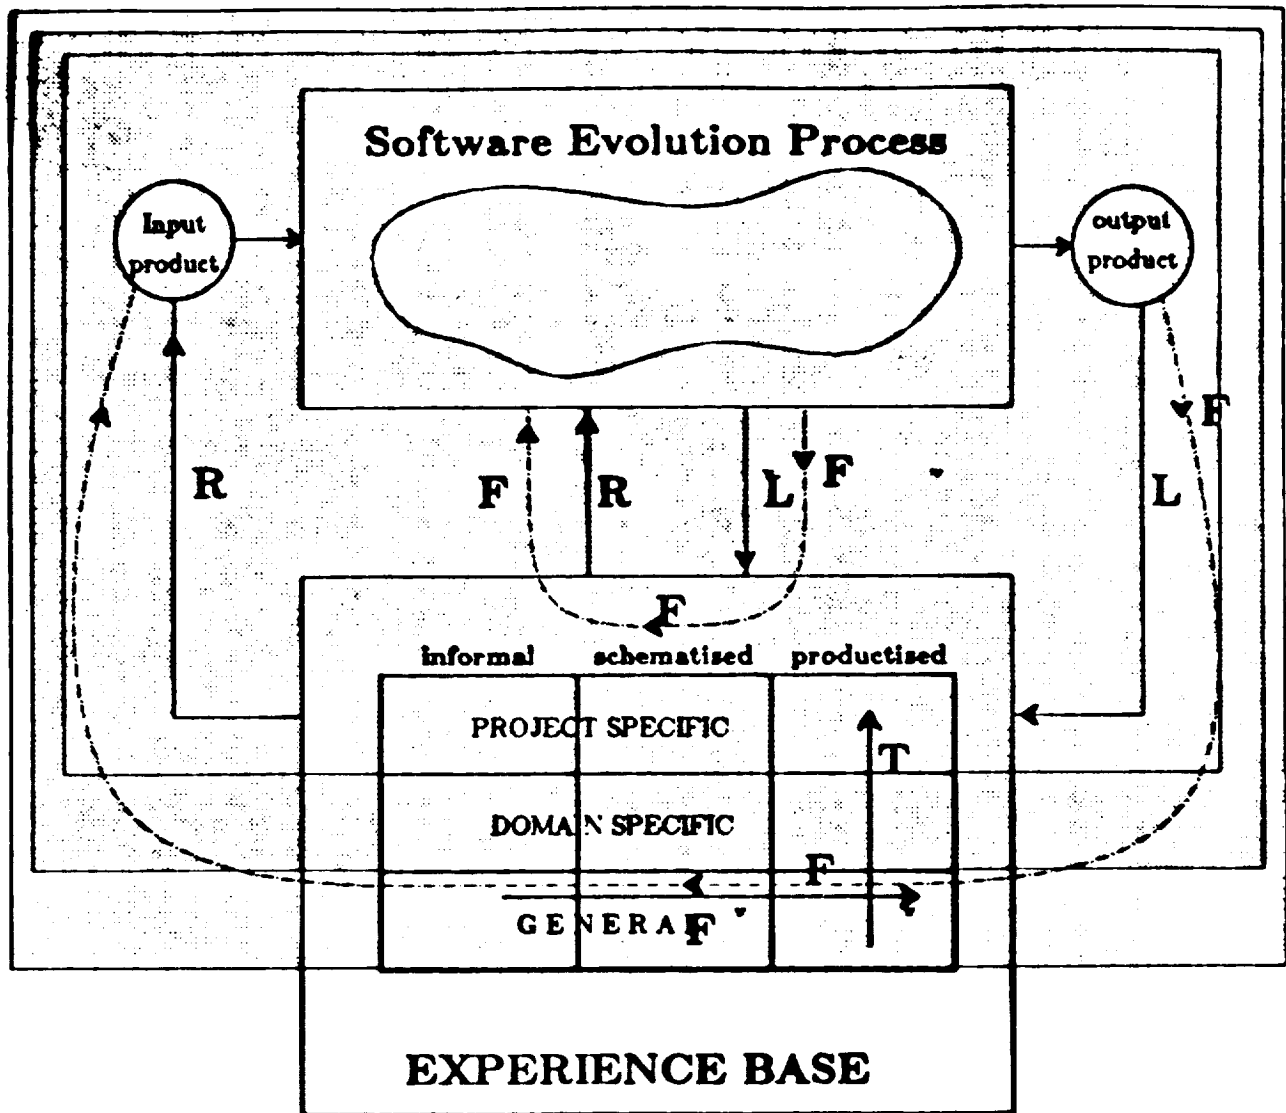 Software Evolution Process
Input
product
output
product
F
R
F
R
L
F
L
F
informal schematised productised
PROJECT SPECIFIC
T
DOMAIN SPECIFIC
F
GENERAL
F
EXPERIENCE BASE